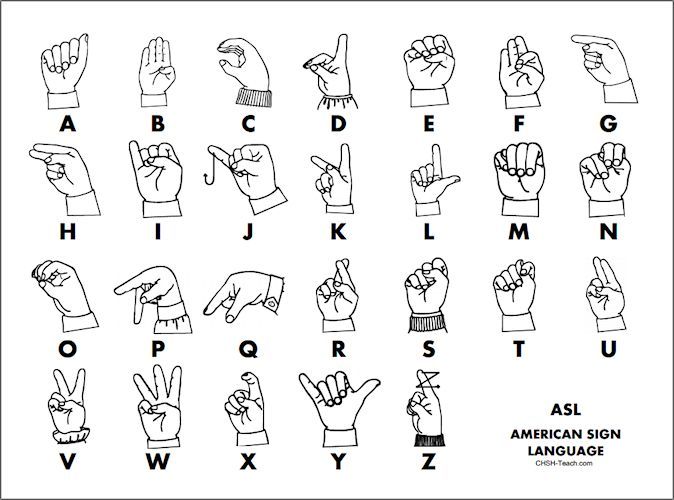 A B C D E F G
H I J K L M N
O P Q R S T U
V W X Y Z
ASL
AMERICAN SIGN
LANGUAGE
CHSH-Teach.com